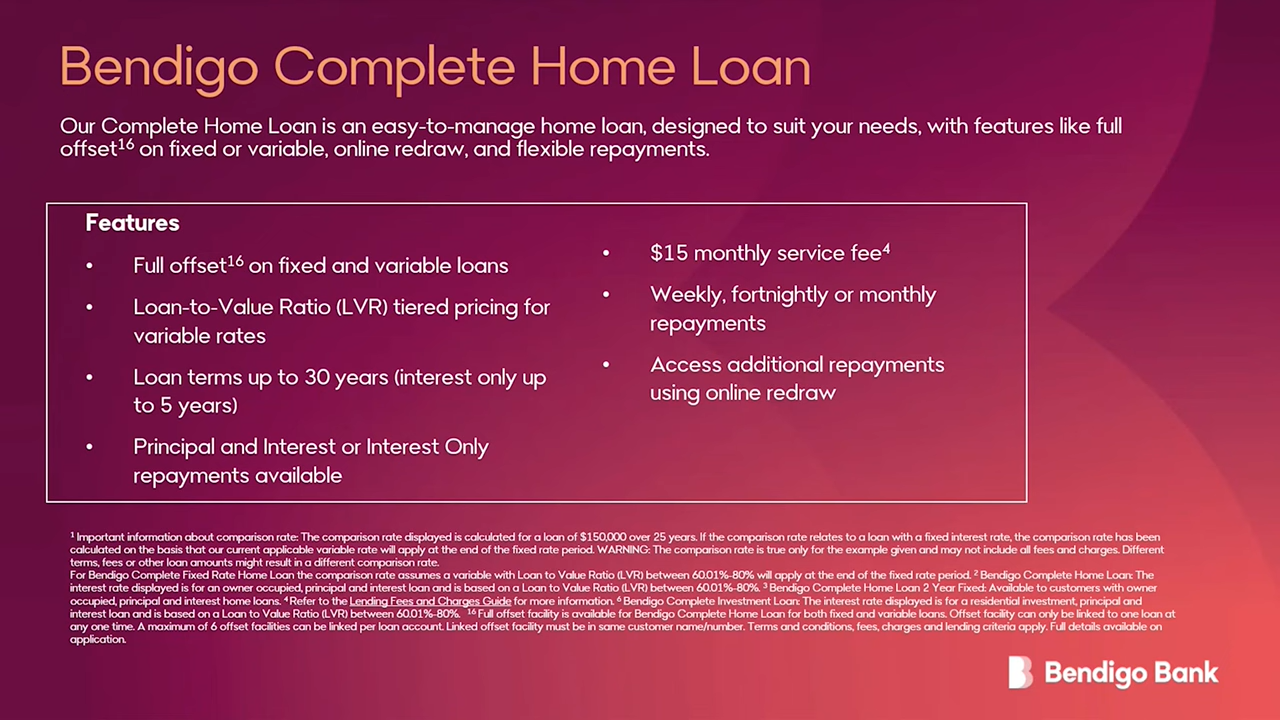 Bendigo Complete Home Loan
Our Complete Home Loan is an easy-to-manage home loan, designed to suit your needs, with features like full
offset16 on fixed or variable, online redraw, and flexible repayments.
Features
• Full offset16 on fixed and variable loans
• Loan-to-Value Ratio (LVR) tiered pricing for
variable rates
• Loan terms up to 30 years (interest only up
to 5 years)
• Principal and Interest or Interest Only
repayments available
• $15 monthly service fee4
• Weekly, fortnightly or monthly
repayments
• Access additional repayments
using online redraw
1 Important information about comparison rate: The comparison rate displayed is calculated for a loan of $150,000 over 25 years. If the comparison rate relates to a loan with a fixed interest rate, the comparison rate has been
calculated on the basis that our current applicable variable rate will apply at the end of the fixed rate period. WARNING: The comparison rate is true only for the example given and may not include all fees and charges. Different
terms, fees or other loan amounts might result in a different comparison rate.
For Bendigo Complete Fixed Rate Home Loan the comparison rate assumes a variable with Loan to Value Ratio (LVR) between 60.01%-80% will apply at the end of the fixed rate period. 2 Bendigo Complete Home Loan: The
interest rate displayed is for an owner occupied, principal and interest loan and is based on a Loan to Value Ratio (LVR) between 60.01%-80%. 3 Bendigo Complete Home Loan 2 Year Fixed: Available to customers with owner
occupied, principal and interest home loans. 4 Refer to the Lending Fees and Charges Guide for more information. 6 Bendigo Complete Investment Loan: The interest rate displayed is for a residential investment, principal and
interest loan and is based on a Loan to Value Ratio (LVR) between 60.01%-80%. 16 Full offset facility is available for Bendigo Complete Home Loan for both fixed and variable loans. Offset facility can only be linked to one loan at
any one time. A maximum of 6 offset facilities can be linked per loan account. Linked offset facility must be in same customer name/number. Terms and conditions, fees, charges and lending criteria apply. Full details available on
application.
Bendigo Bank